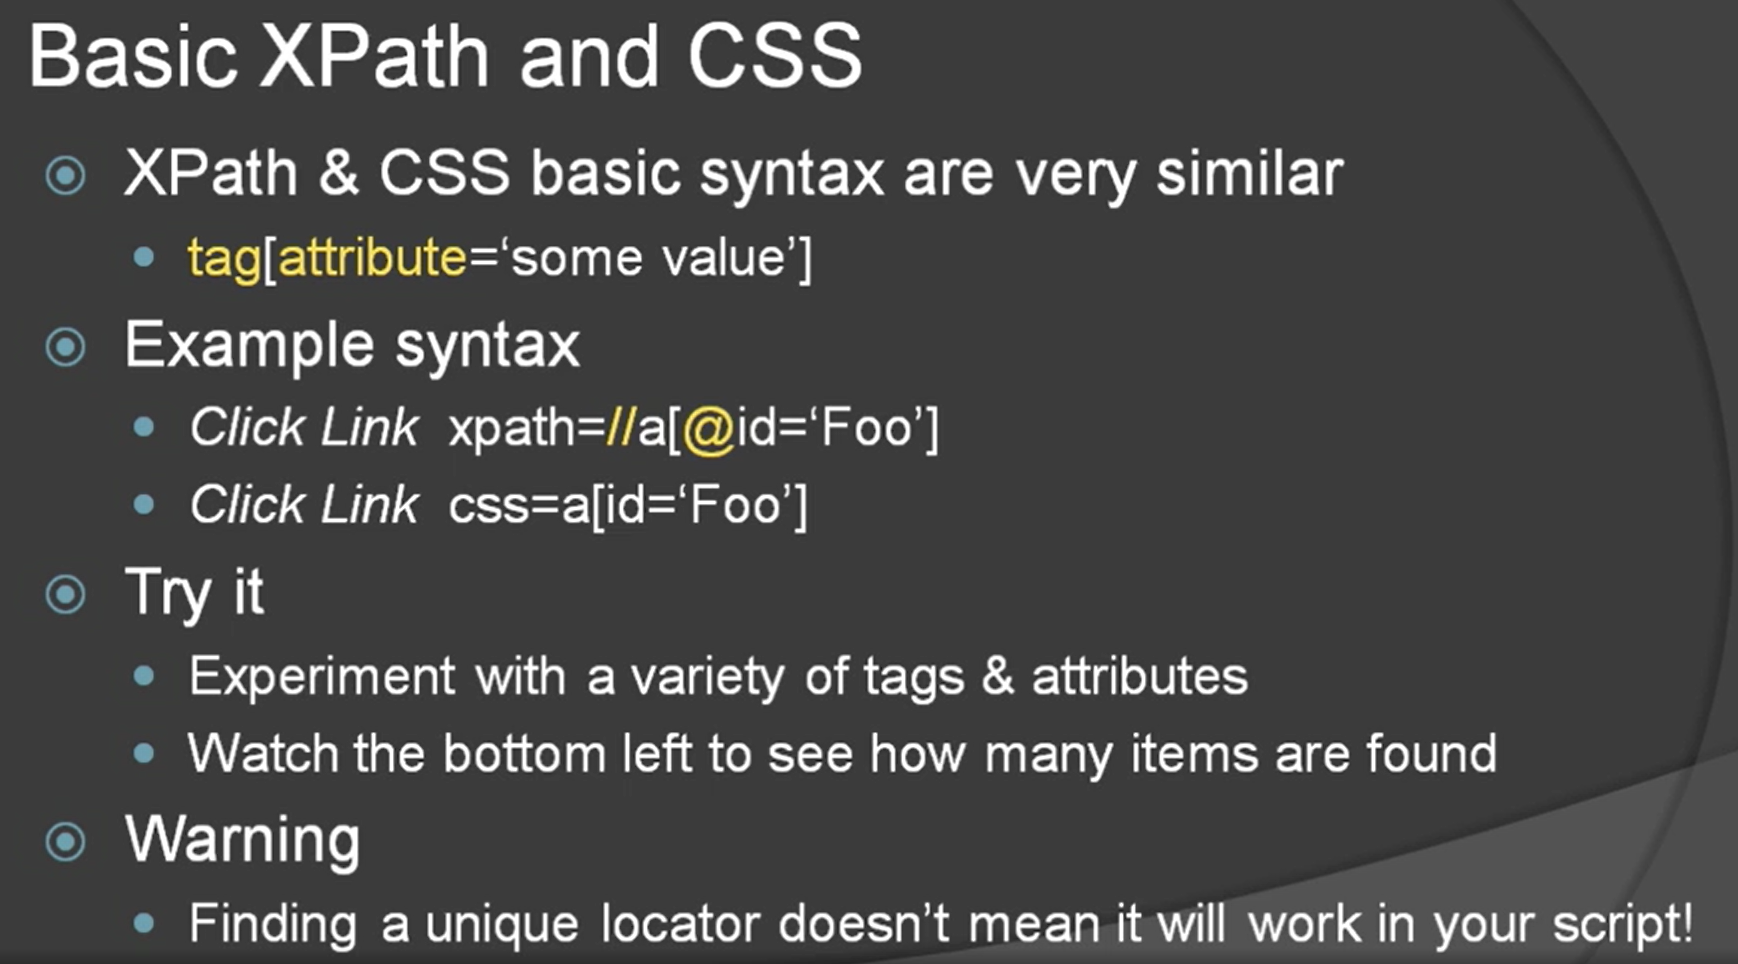 Basic XPath and CSS
XPath & CSS basic syntax are very similar
tag[attribute=‘some value’]
Example syntax
Click Link xpath=//a[@id=‘Foo’]
Click Link css=a[id=‘Foo’]
Try it
Experiment with a variety of tags & attributes
Watch the bottom left to see how many items are found
Warning
Finding a unique locator doesn’t mean it will work in your script!